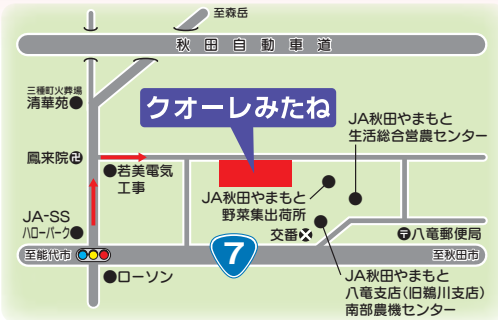 至森岳
秋田自動車道
三種町火葬場
清華苑
クオーレみたね
JA秋田やまもと
生活総合営農センター
鳳来院卍
若美電気
工事
JA秋田やまもと
野菜集出荷所
JA-SS
ハローパーク
交番
〒八竜郵便局
至能代市
7
至秋田市
ローソン
JA秋田やまもと
八竜支店(旧鵜川支店)
南部農機センター